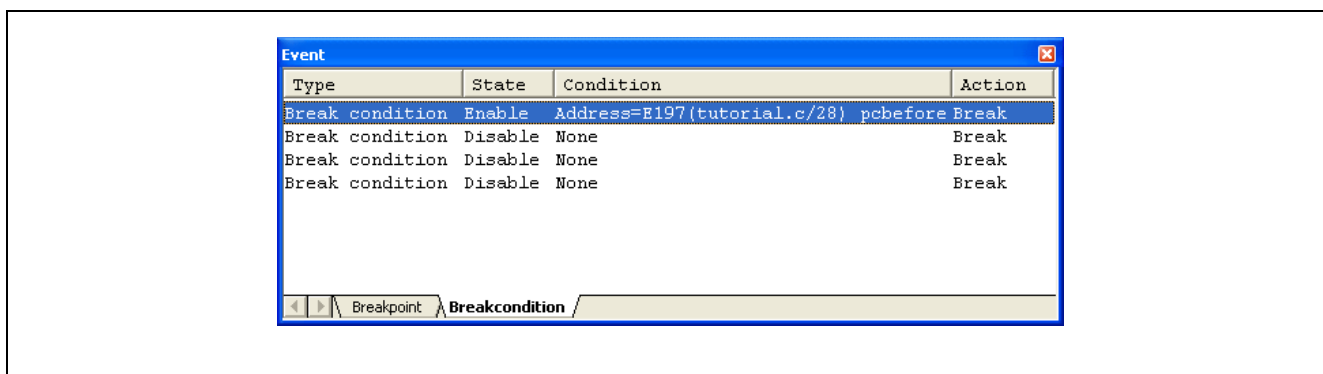 Event
Type State Condition Action
Break condition Enable Address=E197(tutorial.c/28) pcbefore Break
Break condition Disable None Break
Break condition Disable None Break
Break condition Disable None Break
Breakpoint Breakcondition